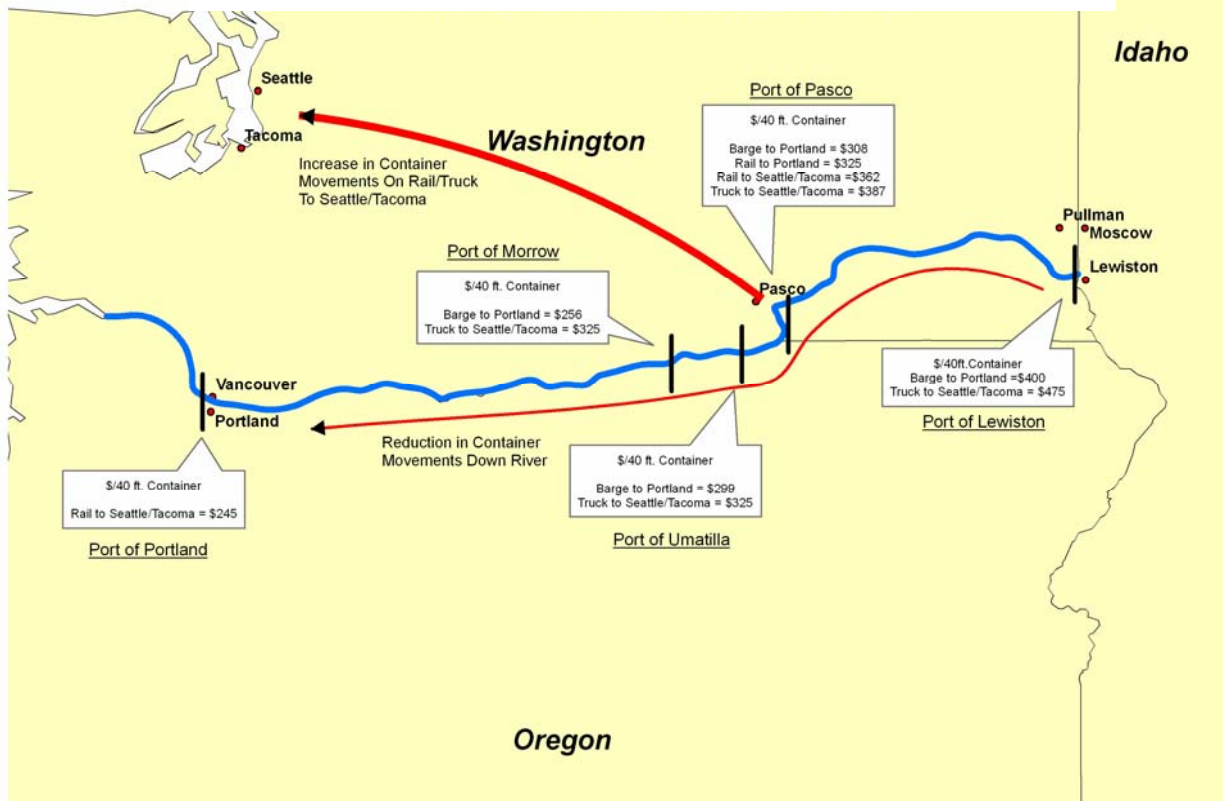 Idaho
Seattle
Port of Pasco
$/40 ft. Container
Barge to Portland = $308
Rail to Portland = $325
Rail to Seattle/Tacoma =$362
Truck to Seattle/Tacoma = $387
Tacoma
Washington
Increase in Container
Movements On Rail/Truck
To Seattle/Tacoma
Pullman
Moscow
Port of Morrow
$/40 ft. Container
Barge to Portland = $256
Truck to Seattle/Tacoma = $325
Pasco
Lewiston
$/40ft.Container
Barge to Portland =$400
Truck to Seattle/Tacoma = $475
Port of Lewiston
Vancouver
Portland
Reduction in Container
Movements Down River
$/40 ft. Container
Barge to Portland = $299
Truck to Seattle/Tacoma = $325
Port of Umatilla
$/40 ft. Container
Rail to Seattle/Tacoma = $245
Port of Portland
Oregon